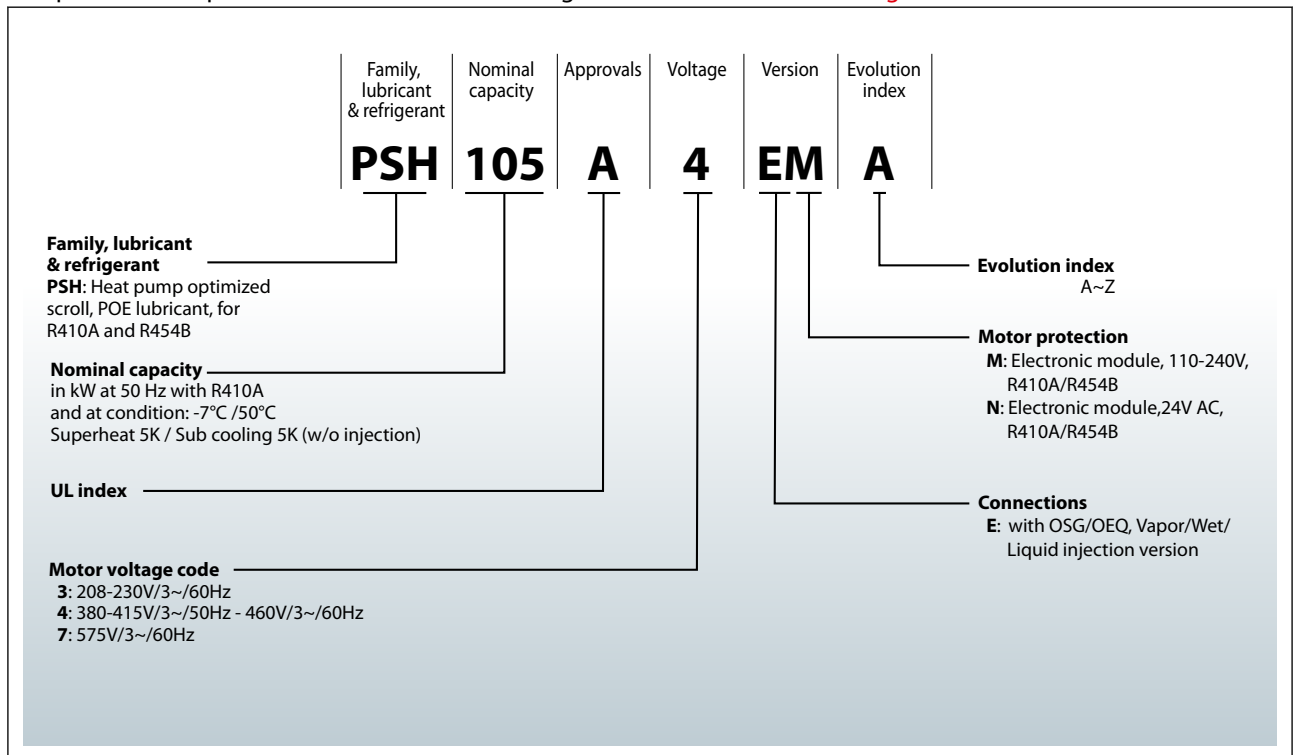 Family,
lubricant
& refrigerant
Nominal
capacity
Approvals
Voltage
Version
Evolution
index
PSH 105 A 4 EM A
Family, lubricant
& refrigerant
PSH: Heat pump optimized
scroll, POE lubricant, for
R410A and R454B
Nominal capacity
in kW at 50 Hz with R410A
and at condition: -7°C /50°C
Superheat 5K / Sub cooling 5K (w/o injection)
UL index
Motor voltage code
3: 208-230V/3~/60Hz
4: 380-415V/3~/50Hz - 460V/3~/60Hz
7: 575V/3~/60Hz
Evolution index
A~Z
Motor protection
M: Electronic module, 110-240V,
R410A/R454B
N: Electronic module,24V AC,
R410A/R454B
Connections
E: with OSG/OEQ, Vapor/Wet/
Liquid injection version